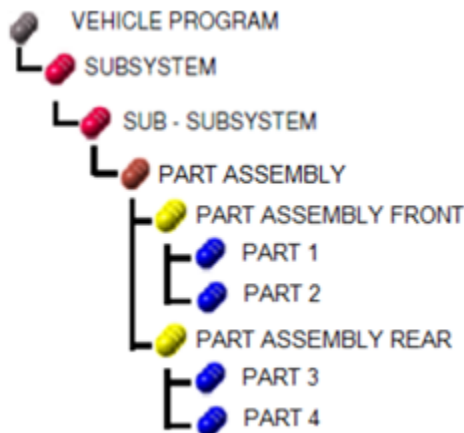 VEHICLE PROGRAM
SUBSYSTEM
SUB - SUBSYSTEM
PART ASSEMBLY
PART ASSEMBLY FRONT
PART 1
PART 2
PART ASSEMBLY REAR
PART 3
PART 4